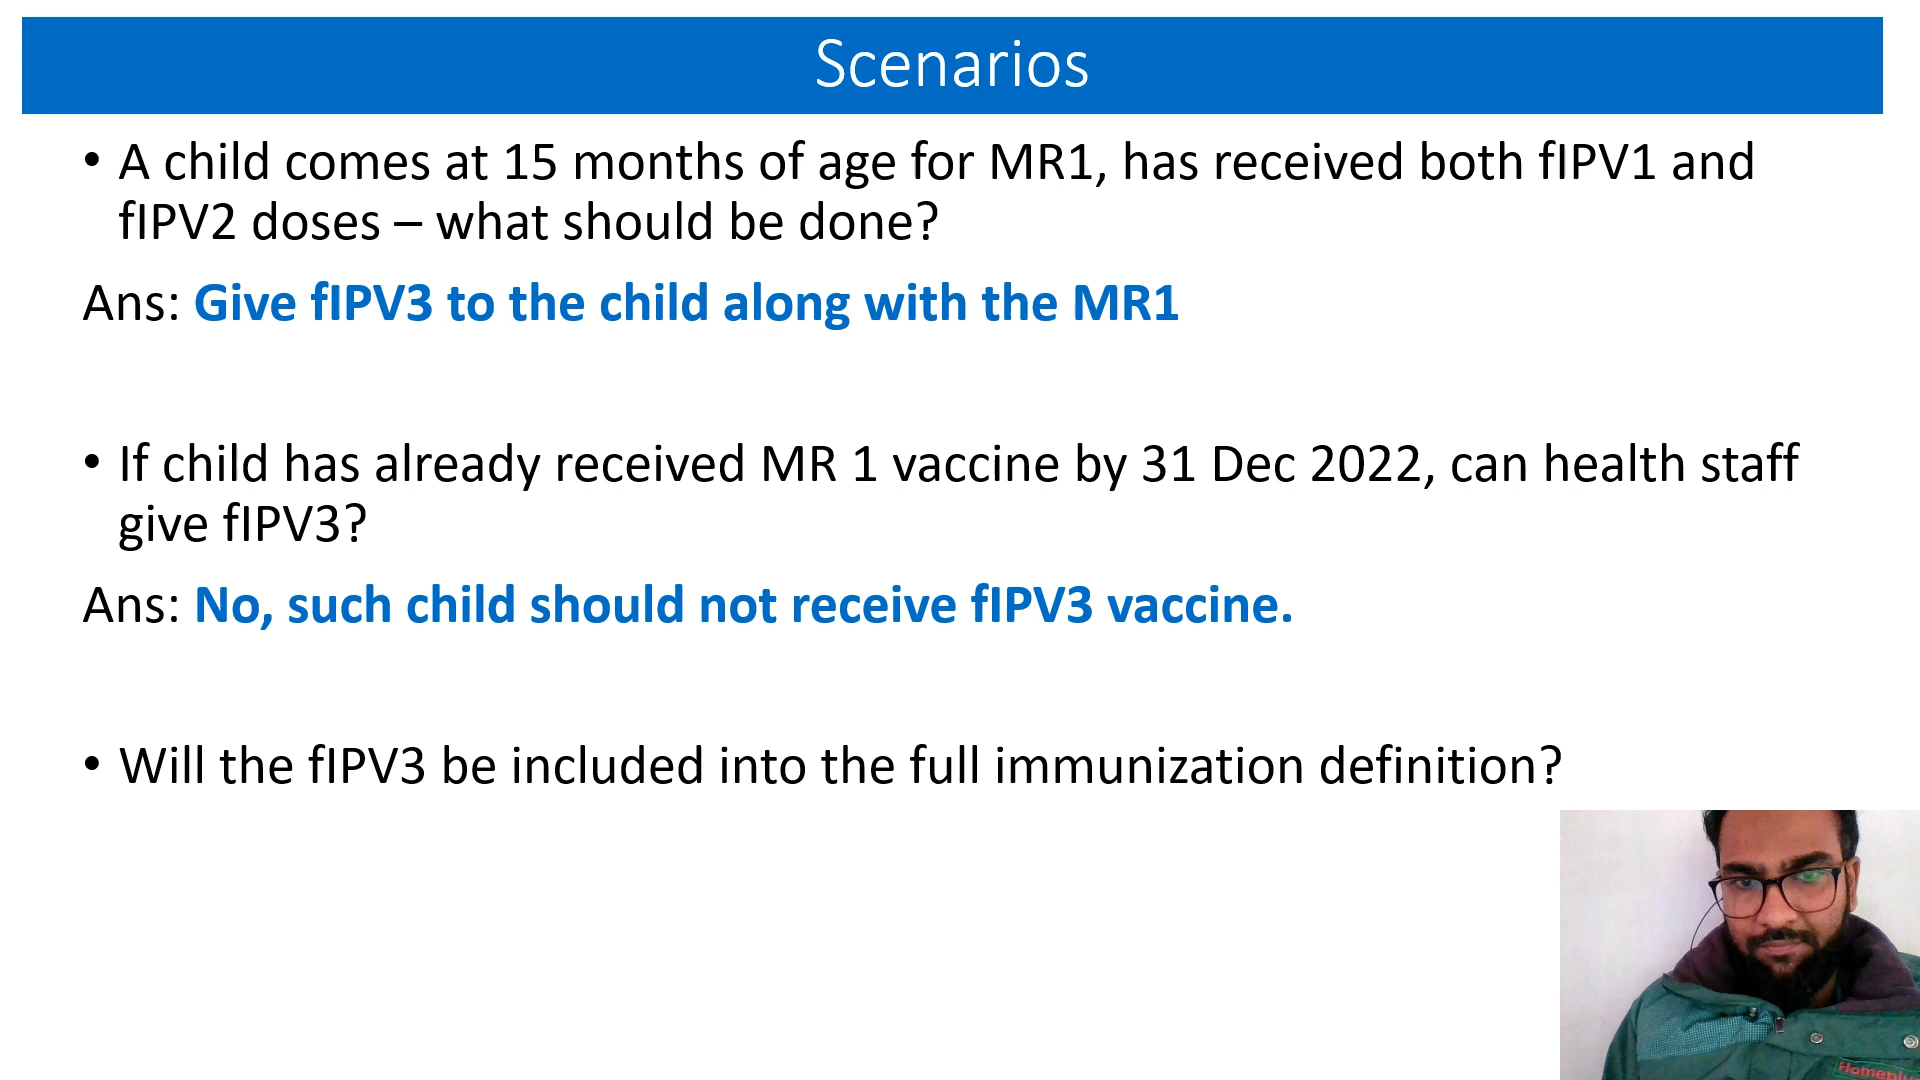 Scenarios
• A child comes at 15 months of age for MR1, has received both fIPV1 and
fIPV2 doses – what should be done?
Ans: Give fIPV3 to the child along with the MR1
• If child has already received MR 1 vaccine by 31 Dec 2022, can health staff
give fIPV3?
Ans: No, such child should not receive fIPV3 vaccine.
• Will the fIPV3 be included into the full immunization definition?